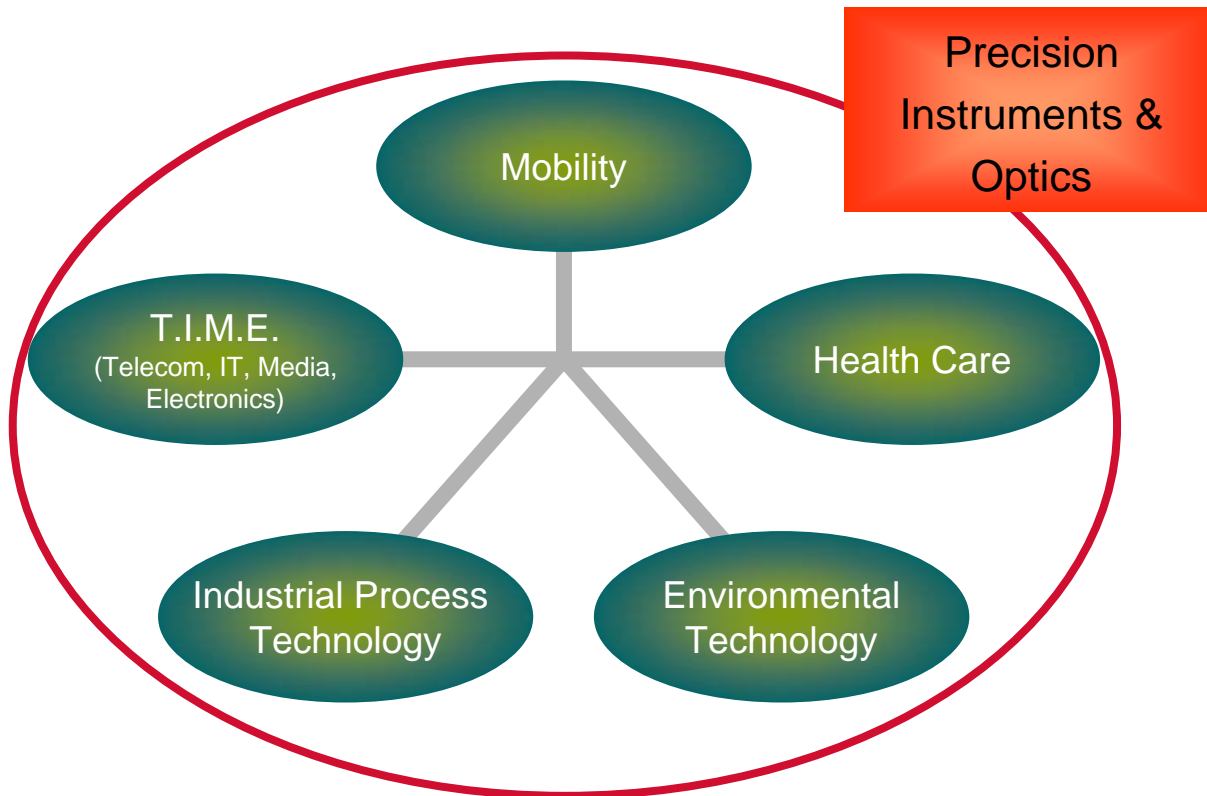 Precision
Instruments &
Optics
Mobility
T.I.M.E.
(Telecom, IT, Media,
Electronics)
Health Care
Industrial Process
Technology
Environmental
Technology